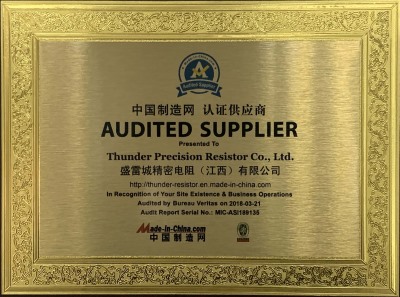 Audited Suppliers
中国制造网 认证供应商
AUDITED SUPPLIER
Presented To
Thunder Precision Resistor Co., Ltd.
盛雷城精密电阻（江西）有限公司
http://thunder-resistor.en.made-in-china.com/
In Recognition of Your Site Existence & Business Operations
Audited by Bureau Veritas on 2018-03-21
Audit Report Serial No.: MIC-ASI189135
Made-in-China.com
中国制造网